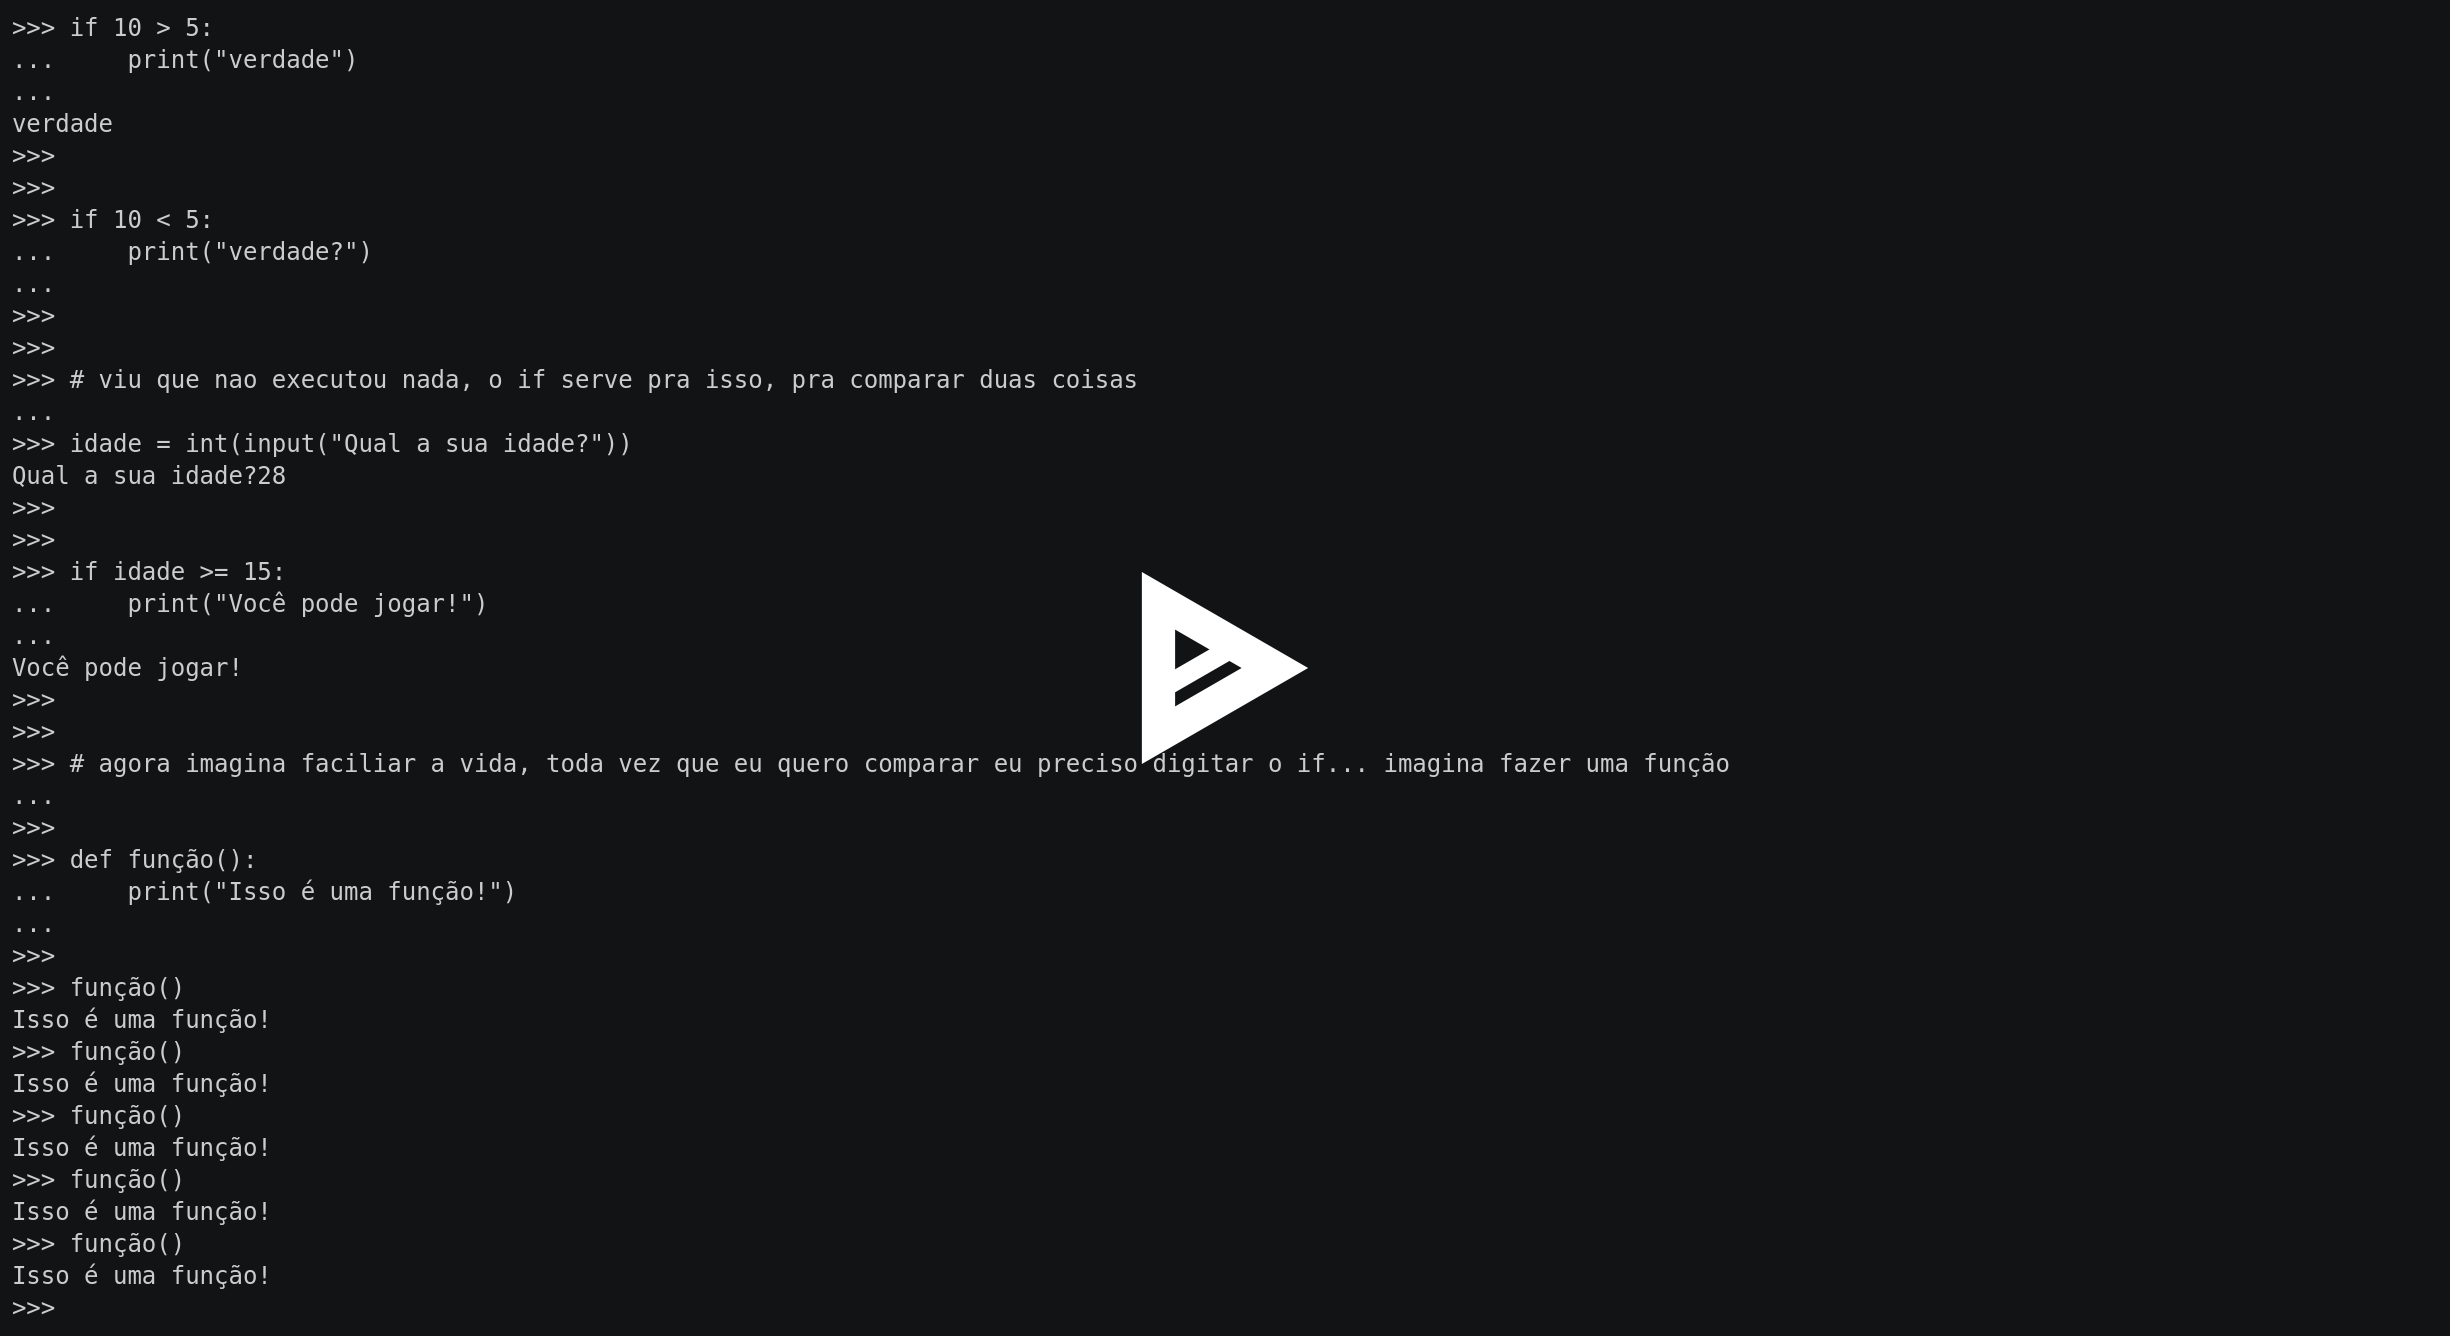 >>> if 10 > 5:
...     print("verdade")
...
verdade
>>>
>>>
>>> if 10 < 5:
...     print("verdade?")
...
>>>
>>>
>>> # viu que nao executou nada, o if serve pra isso, pra comparar duas coisas
...
>>> idade = int(input("Qual a sua idade?"))
Qual a sua idade?28
>>>
>>>
>>> if idade >= 15:
...     print("Você pode jogar!")
...
Você pode jogar!
>>>
>>>
>>> # agora imagina faciliar a vida, toda vez que eu quero comparar eu preciso digitar o if... imagina fazer uma função
...
>>>
>>> def função():
...     print("Isso é uma função!")
...
>>>
>>> função()
Isso é uma função!
>>> função()
Isso é uma função!
>>> função()
Isso é uma função!
>>> função()
Isso é uma função!
>>> função()
Isso é uma função!
>>>